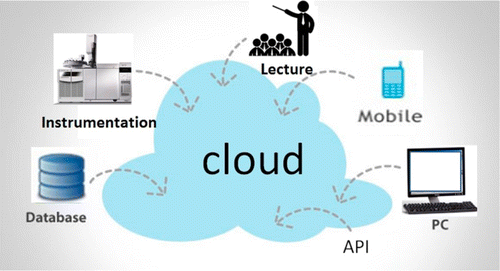 Lecture
Instrumentation
Mobile
cloud
Database
PC
API